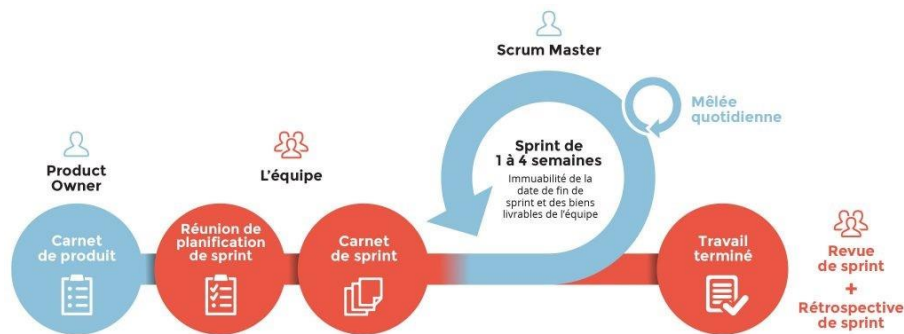 Scrum Master
Mêlée
quotidienne
Sprint de
1 à 4 semaines
Immuabilité de la
date de fin de
sprint et des biens
livrables de l'équipe
Product
Owner
L'équipe
Carnet
de produit
Réunion de
planification
de sprint
Carnet
de sprint
Travail
terminé
Revue
de sprint
+
Rétrospective
de sprint